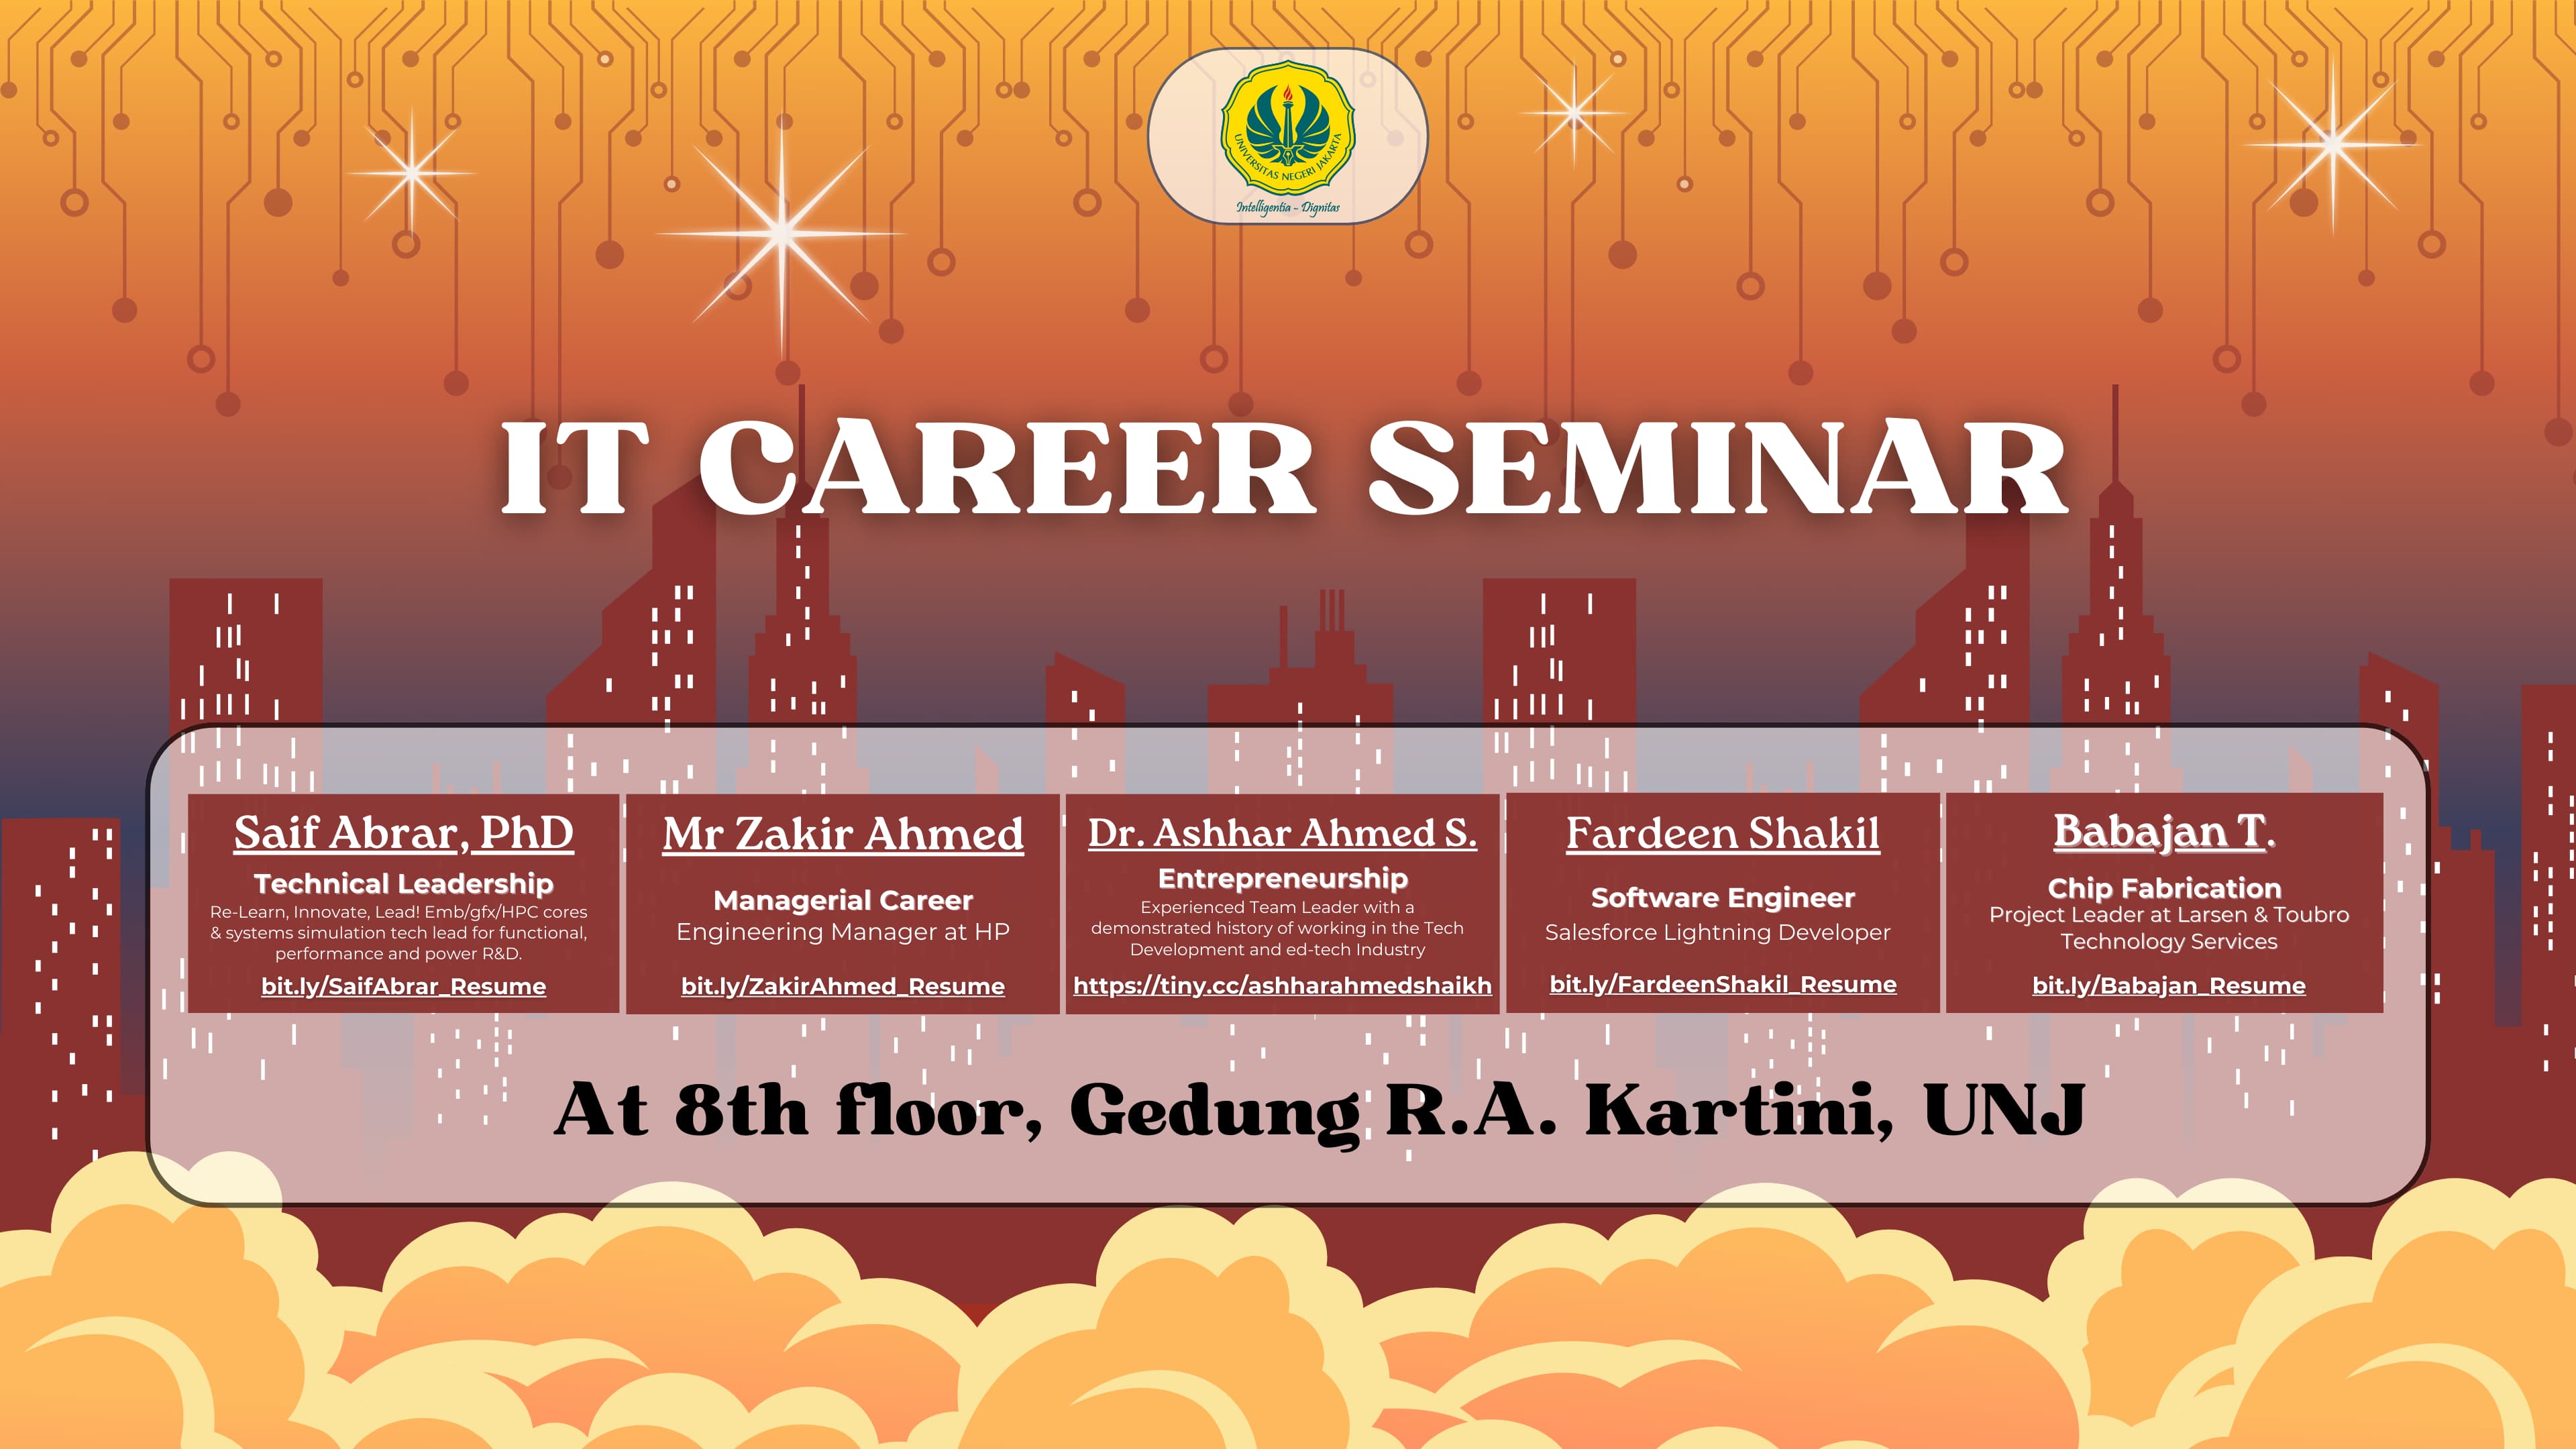 UNIVERSITAS NEGERI JAKARTA
Intelligentia - Dignitas
IT CAREER SEMINAR
Saif Abrar, PhD
Technical Leadership
Re-Learn, Innovate, Lead! Emb/gfx/HPC cores
& systems simulation tech lead for functional,
performance and power R&D.
bit.ly/SaifAbrar_Resume
Mr Zakir Ahmed
Managerial Career
Engineering Manager at HP
bit.ly/ZakirAhmed_Resume
Dr. Ashhar Ahmed S.
Entrepreneurship
Experienced Team Leader with a
demonstrated history of working in the Tech
Development and ed-tech Industry
https://tiny.cc/ashharahmedshaikh
Fardeen Shakil
Software Engineer
Salesforce Lightning Developer
bit.ly/FardeenShakil_Resume
Babajan T.
Chip Fabrication
Project Leader at Larsen & Toubro
Technology Services
bit.ly/Babajan_Resume
At 8th floor, Gedung R.A. Kartini, UNJ